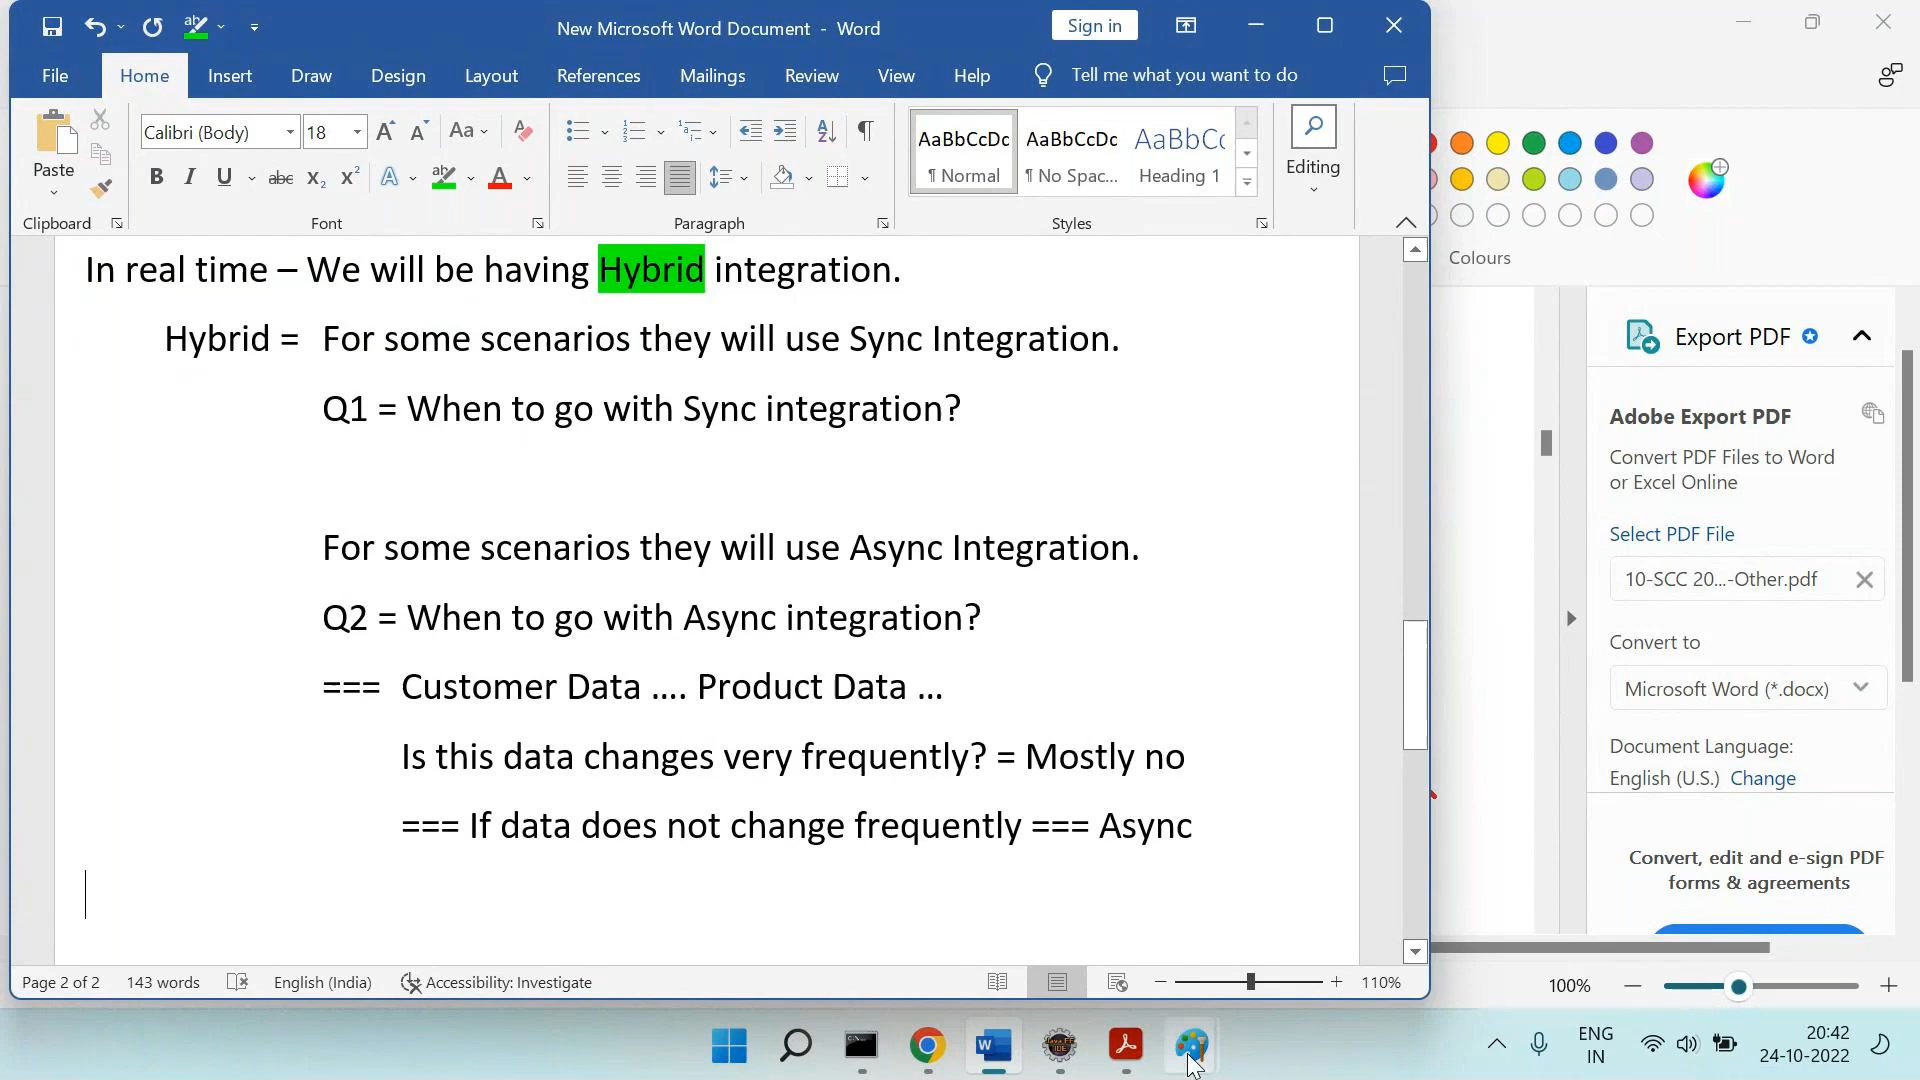 New Microsoft Word Document - Word
Sign in
File Home Insert Draw Design Layout References Mailings Review View Help Tell me what you want to do
Paste
Clipboard
Calibri (Body) 18
Font
Paragraph
AaBbCcDc AaBbCcDc AaBbCc
¶ Normal ¶ No Spac... Heading 1
Styles
Editing
In real time – We will be having Hybrid integration.
Hybrid = For some scenarios they will use Sync Integration.
Q1 = When to go with Sync integration?
For some scenarios they will use Async Integration.
Q2 = When to go with Async integration?
=== Customer Data .... Product Data ...
Is this data changes very frequently? = Mostly no
=== If data does not change frequently === Async
Page 2 of 2 143 words English (India) Accessibility: Investigate 110%
Colours
Export PDF
Adobe Export PDF
Convert PDF Files to Word
or Excel Online
Select PDF File
10-SCC 20...-Other.pdf
Convert to
Microsoft Word (*.docx)
Document Language:
English (U.S.) Change
Convert, edit and e-sign PDF
forms & agreements
100%
ENG
IN
20:42
24-10-2022